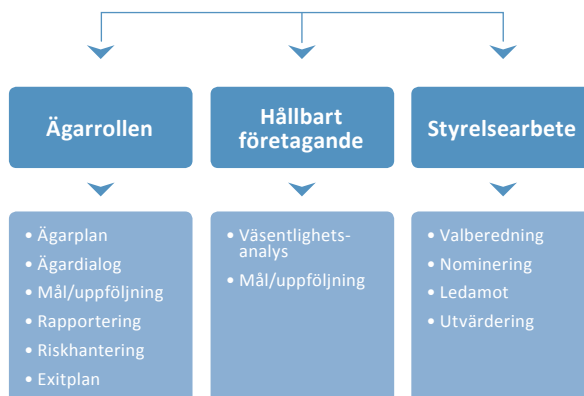 Ägarrollen
Hållbart
företagande
Styrelsearbete
• Ägarplan
• Ägardialog
• Mål/uppföljning
• Rapportering
• Riskhantering
• Exitplan
• Väsentlighets-
analys
• Mål/uppföljning
• Valberedning
• Nominering
• Ledamot
• Utvärdering